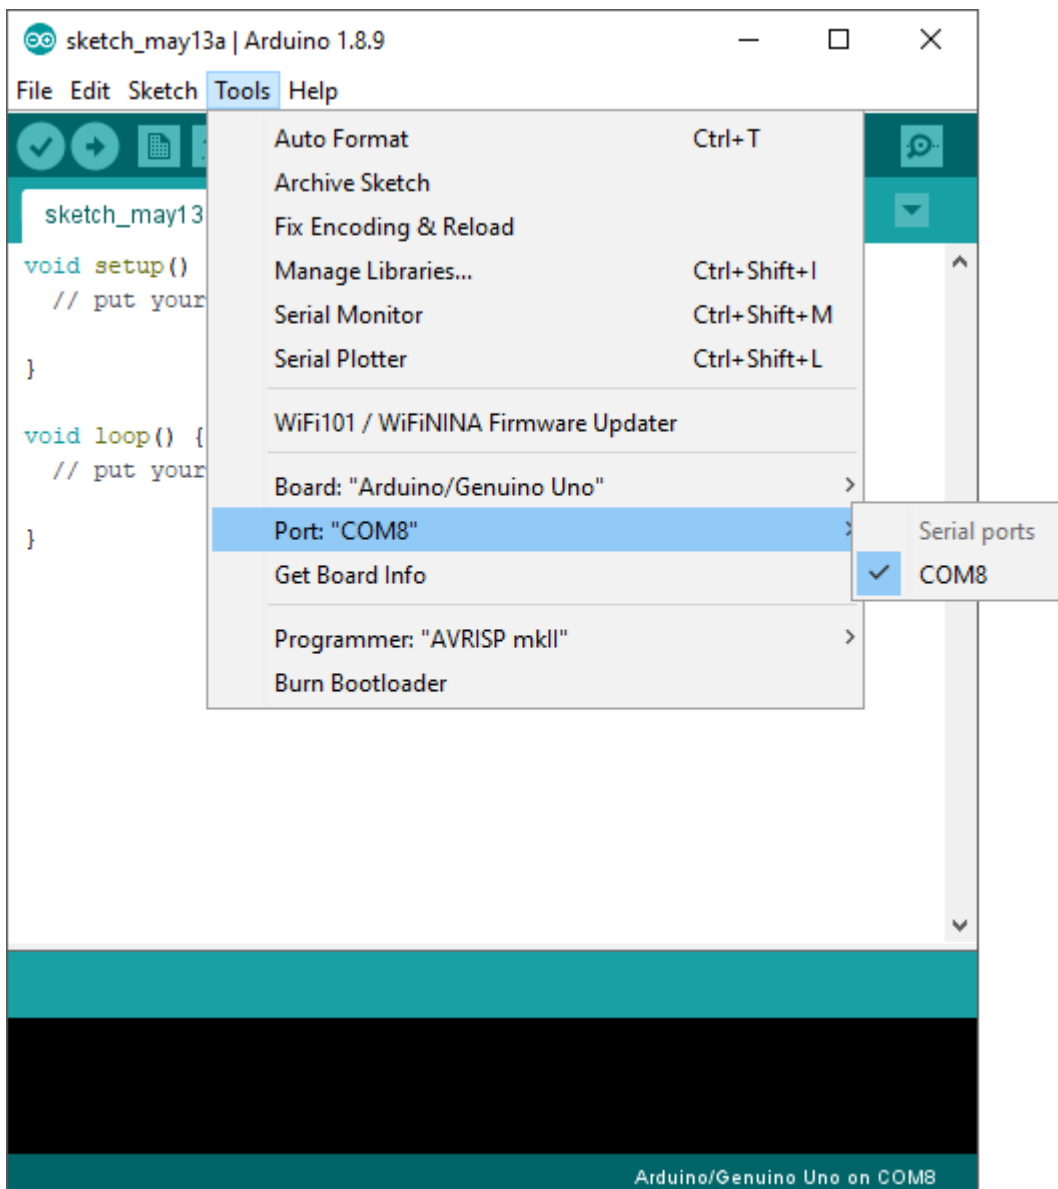 sketch_may13a | Arduino 1.8.9
File Edit Sketch Tools Help
Auto Format Ctrl+T
Archive Sketch
sketch_may13
Fix Encoding & Reload
void setup()
Manage Libraries... Ctrl+Shift+I
// put your
Serial Monitor Ctrl+Shift+M
Serial Plotter Ctrl+Shift+L
}
WiFi101 / WiFiNINA Firmware Updater
void loop() {
// put your
Board: "Arduino/Genuino Uno"
Port: "COM8"
Serial ports
}
Get Board Info
COM8
Programmer: "AVRISP mkII"
Burn Bootloader
Arduino/Genuino Uno on COM8